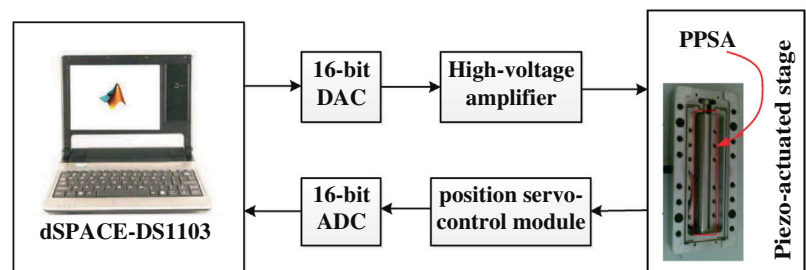 dSPACE-DS1103
16-bit
DAC
High-voltage
amplifier
16-bit
ADC
position servo-
control module
PPSA
Piezo-actuated stage